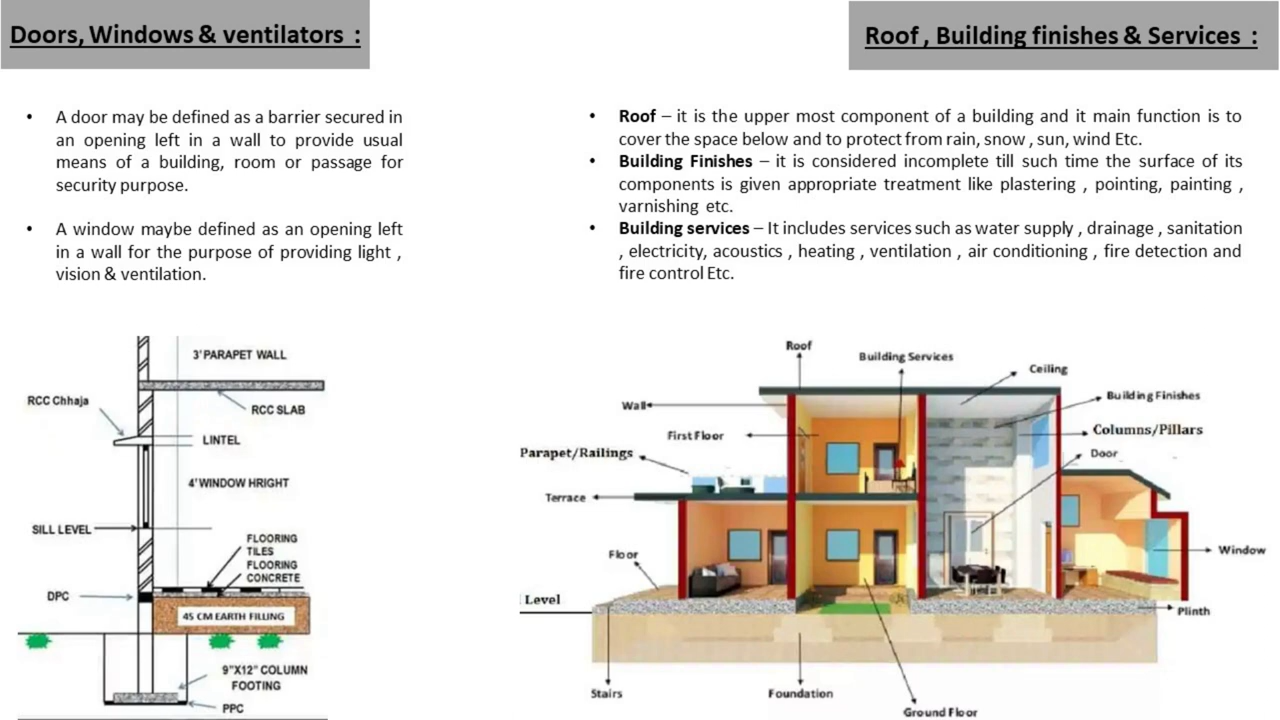 Doors, Windows & ventilators :
• A door may be defined as a barrier secured in
an opening left in a wall to provide usual
means of a building, room or passage for
security purpose.
• A window maybe defined as an opening left
in a wall for the purpose of providing light ,
vision & ventilation.
3' PARAPET WALL
RCC Chhaja
RCC SLAB
LINTEL
4' WINDOW HRIGHT
SILL LEVEL
FLOORING
TILES
FLOORING
CONCRETE
DPC
45 CM EARTH FILLING
9"X12" COLUMN
FOOTING
PPC
Roof , Building finishes & Services :
• Roof – it is the upper most component of a building and it main function is to
cover the space below and to protect from rain, snow , sun, wind Etc.
• Building Finishes – it is considered incomplete till such time the surface of its
components is given appropriate treatment like plastering , pointing, painting ,
varnishing etc.
• Building services – It includes services such as water supply , drainage , sanitation
, electricity, acoustics , heating , ventilation , air conditioning , fire detection and
fire control Etc.
Roof
Building Services
Ceiling
Wall
Building Finishes
First Floor
Columns/Pillars
Parapet/Railings
Door
Terrace
Floor
Window
Level
Plinth
Stairs
Foundation
Ground Floor